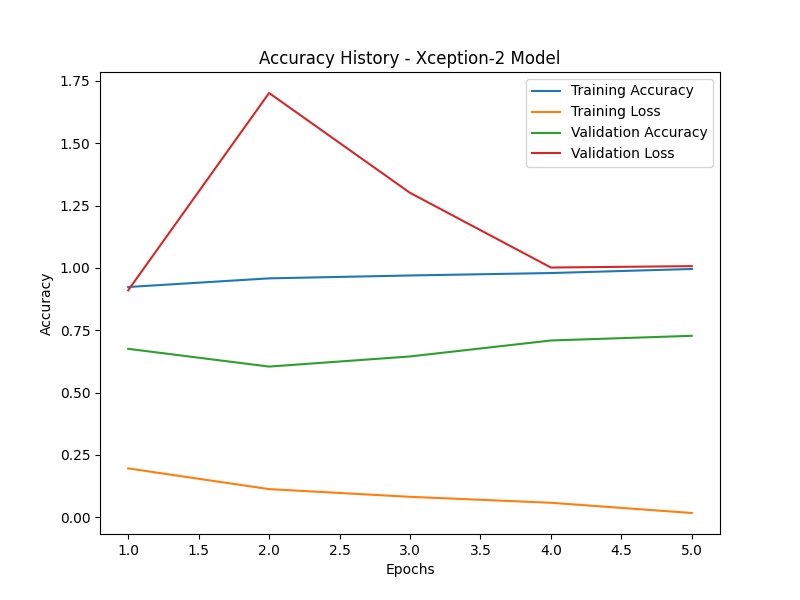 Accuracy History - Xception-2 Model
Training Accuracy
Training Loss
Validation Accuracy
Validation Loss
1.75
1.50
1.25
1.00
0.75
0.50
0.25
0.00
Accuracy
1.0 1.5 2.0 2.5 3.0 3.5 4.0 4.5 5.0
Epochs